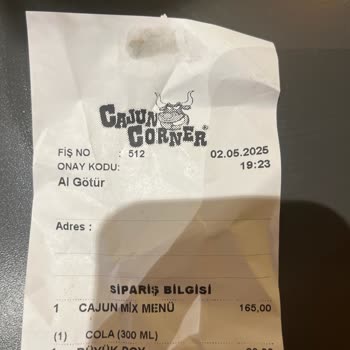 CAJUN
CORNER®
FİŞ NO : 512 02.05.2025
ONAY KODU: 19:23
Al Götür
Adres :
SİPARİŞ BİLGİSİ
1 CAJUN MİX MENÜ 165,00
(1) COLA (300 ML)